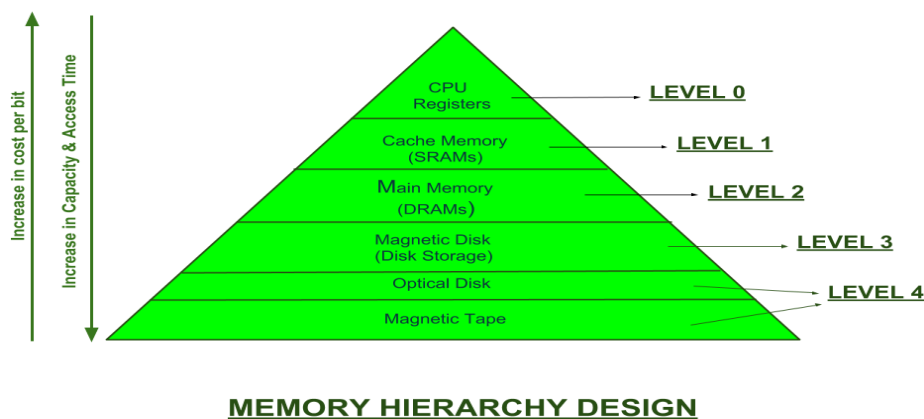 Increase in cost per bit
Increase in Capacity & Access Time
CPU
Registers
LEVEL 0
Cache Memory
(SRAMs)
LEVEL 1
Main Memory
(DRAMs)
LEVEL 2
Magnetic Disk
(Disk Storage)
LEVEL 3
Optical Disk
LEVEL 4
Magnetic Tape
MEMORY HIERARCHY DESIGN